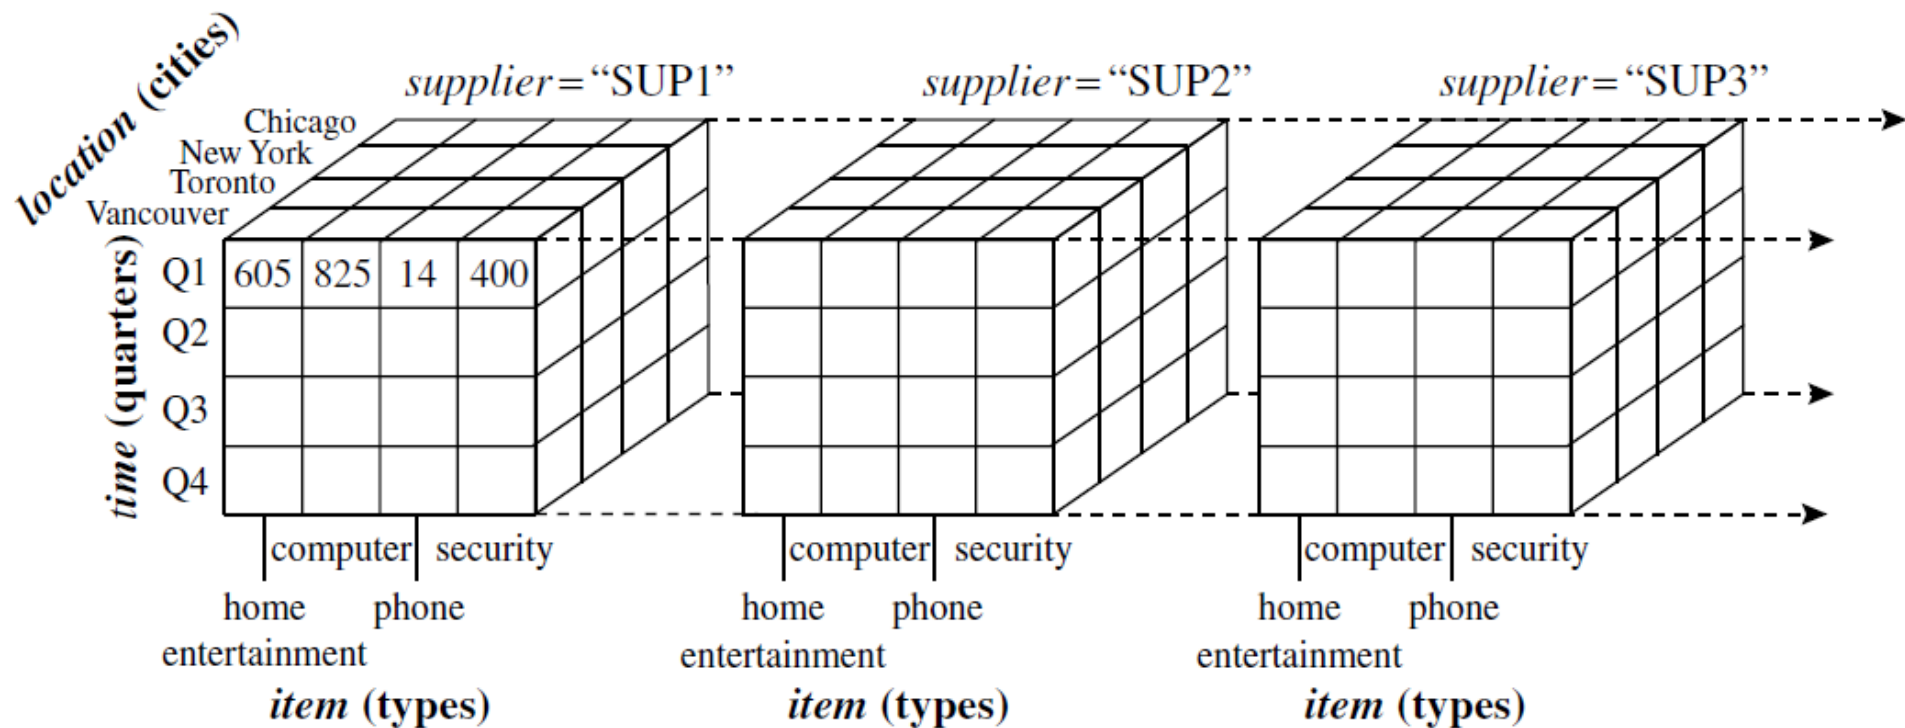 location (cities)
supplier = “SUP1”
supplier = “SUP2”
supplier = “SUP3”
Chicago
New York
Toronto
Vancouver
time (quarters)
Q1 605 825 14 400
Q2
Q3
Q4
computer security
home phone
entertainment
item (types)
computer security
home phone
entertainment
item (types)
computer security
home phone
entertainment
item (types)